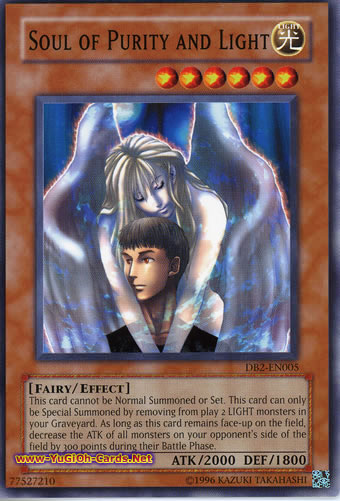 SOUL OF PURITY AND LIGHT
LIGHT
光
DB2-EN005
[FAIRY/EFFECT]
This card cannot be Normal Summoned or Set. This card can only
be Special Summoned by removing from play 2 LIGHT monsters in
your Graveyard. As long as this card remains face-up on the field,
decrease the ATK of all monsters on your opponent's side of the
field by 300 points during their Battle Phase.
www.YuGiOh-Cards.Net
ATK/2000 DEF/1800
77527210
©1996 KAZUKI TAKAHASHI